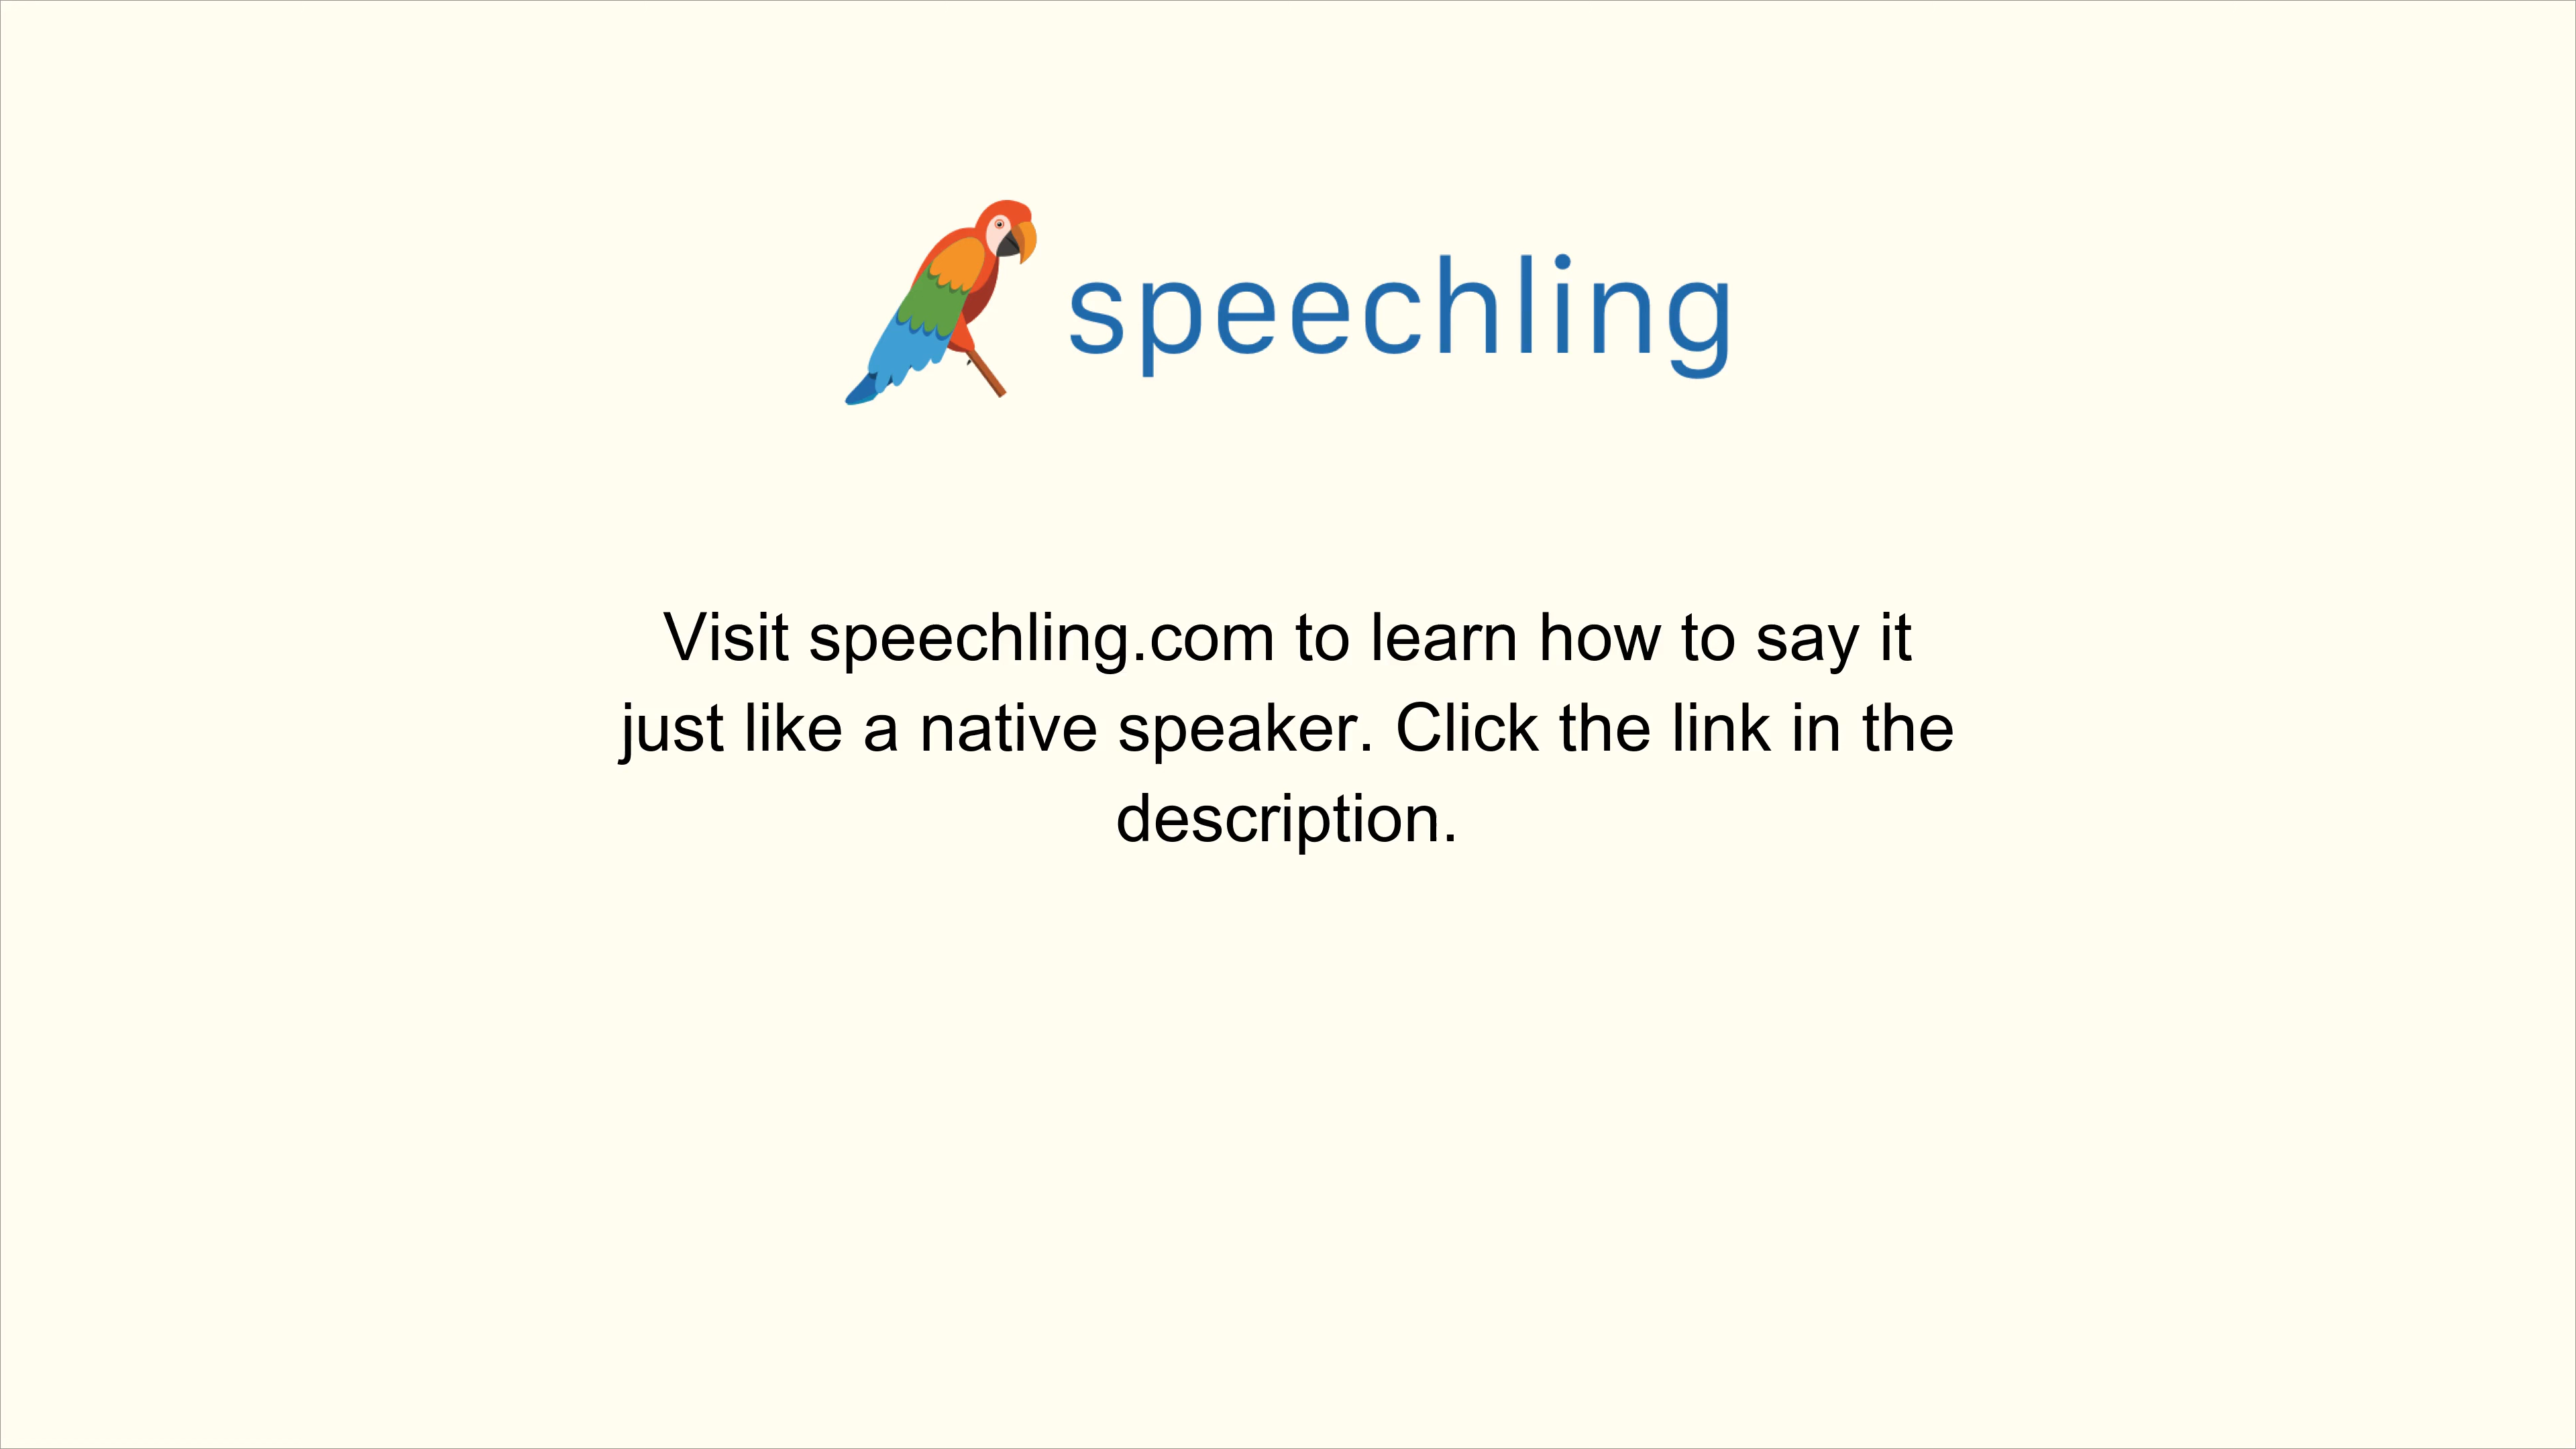 speechling
Visit speechling.com to learn how to say it
just like a native speaker. Click the link in the
description.